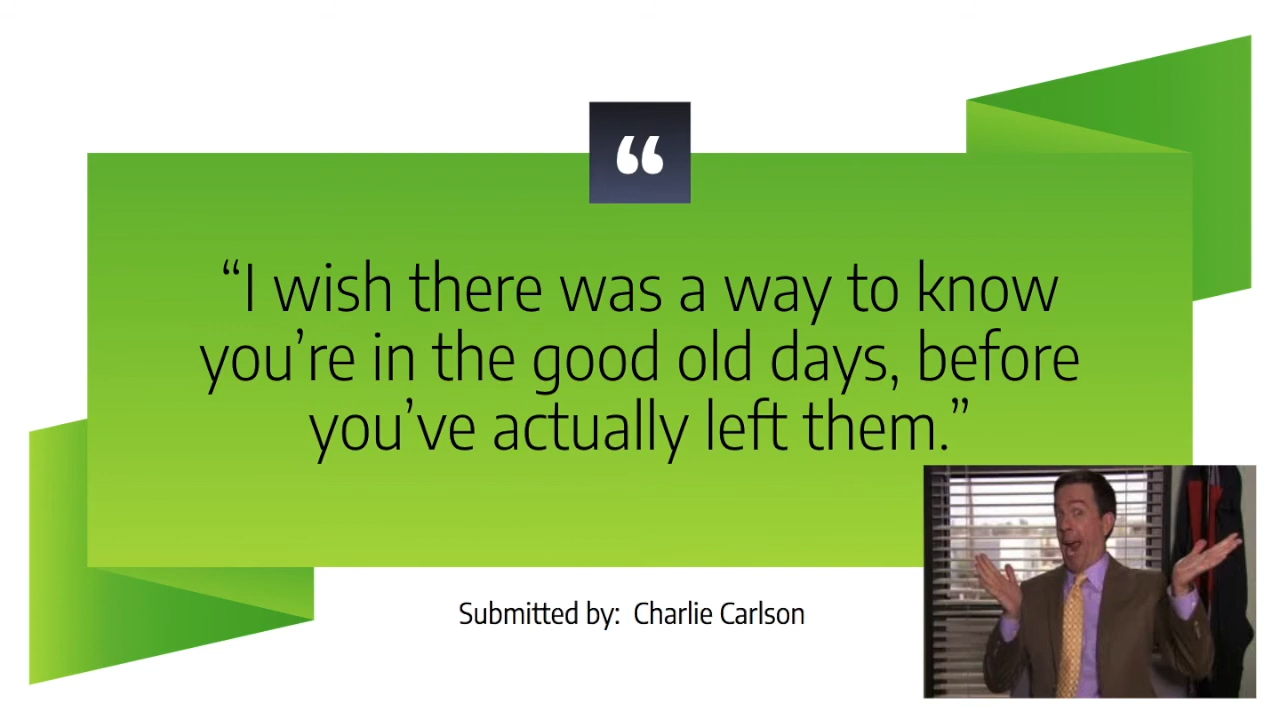 “
“I wish there was a way to know
you’re in the good old days, before
you’ve actually left them.”
Submitted by:  Charlie Carlson